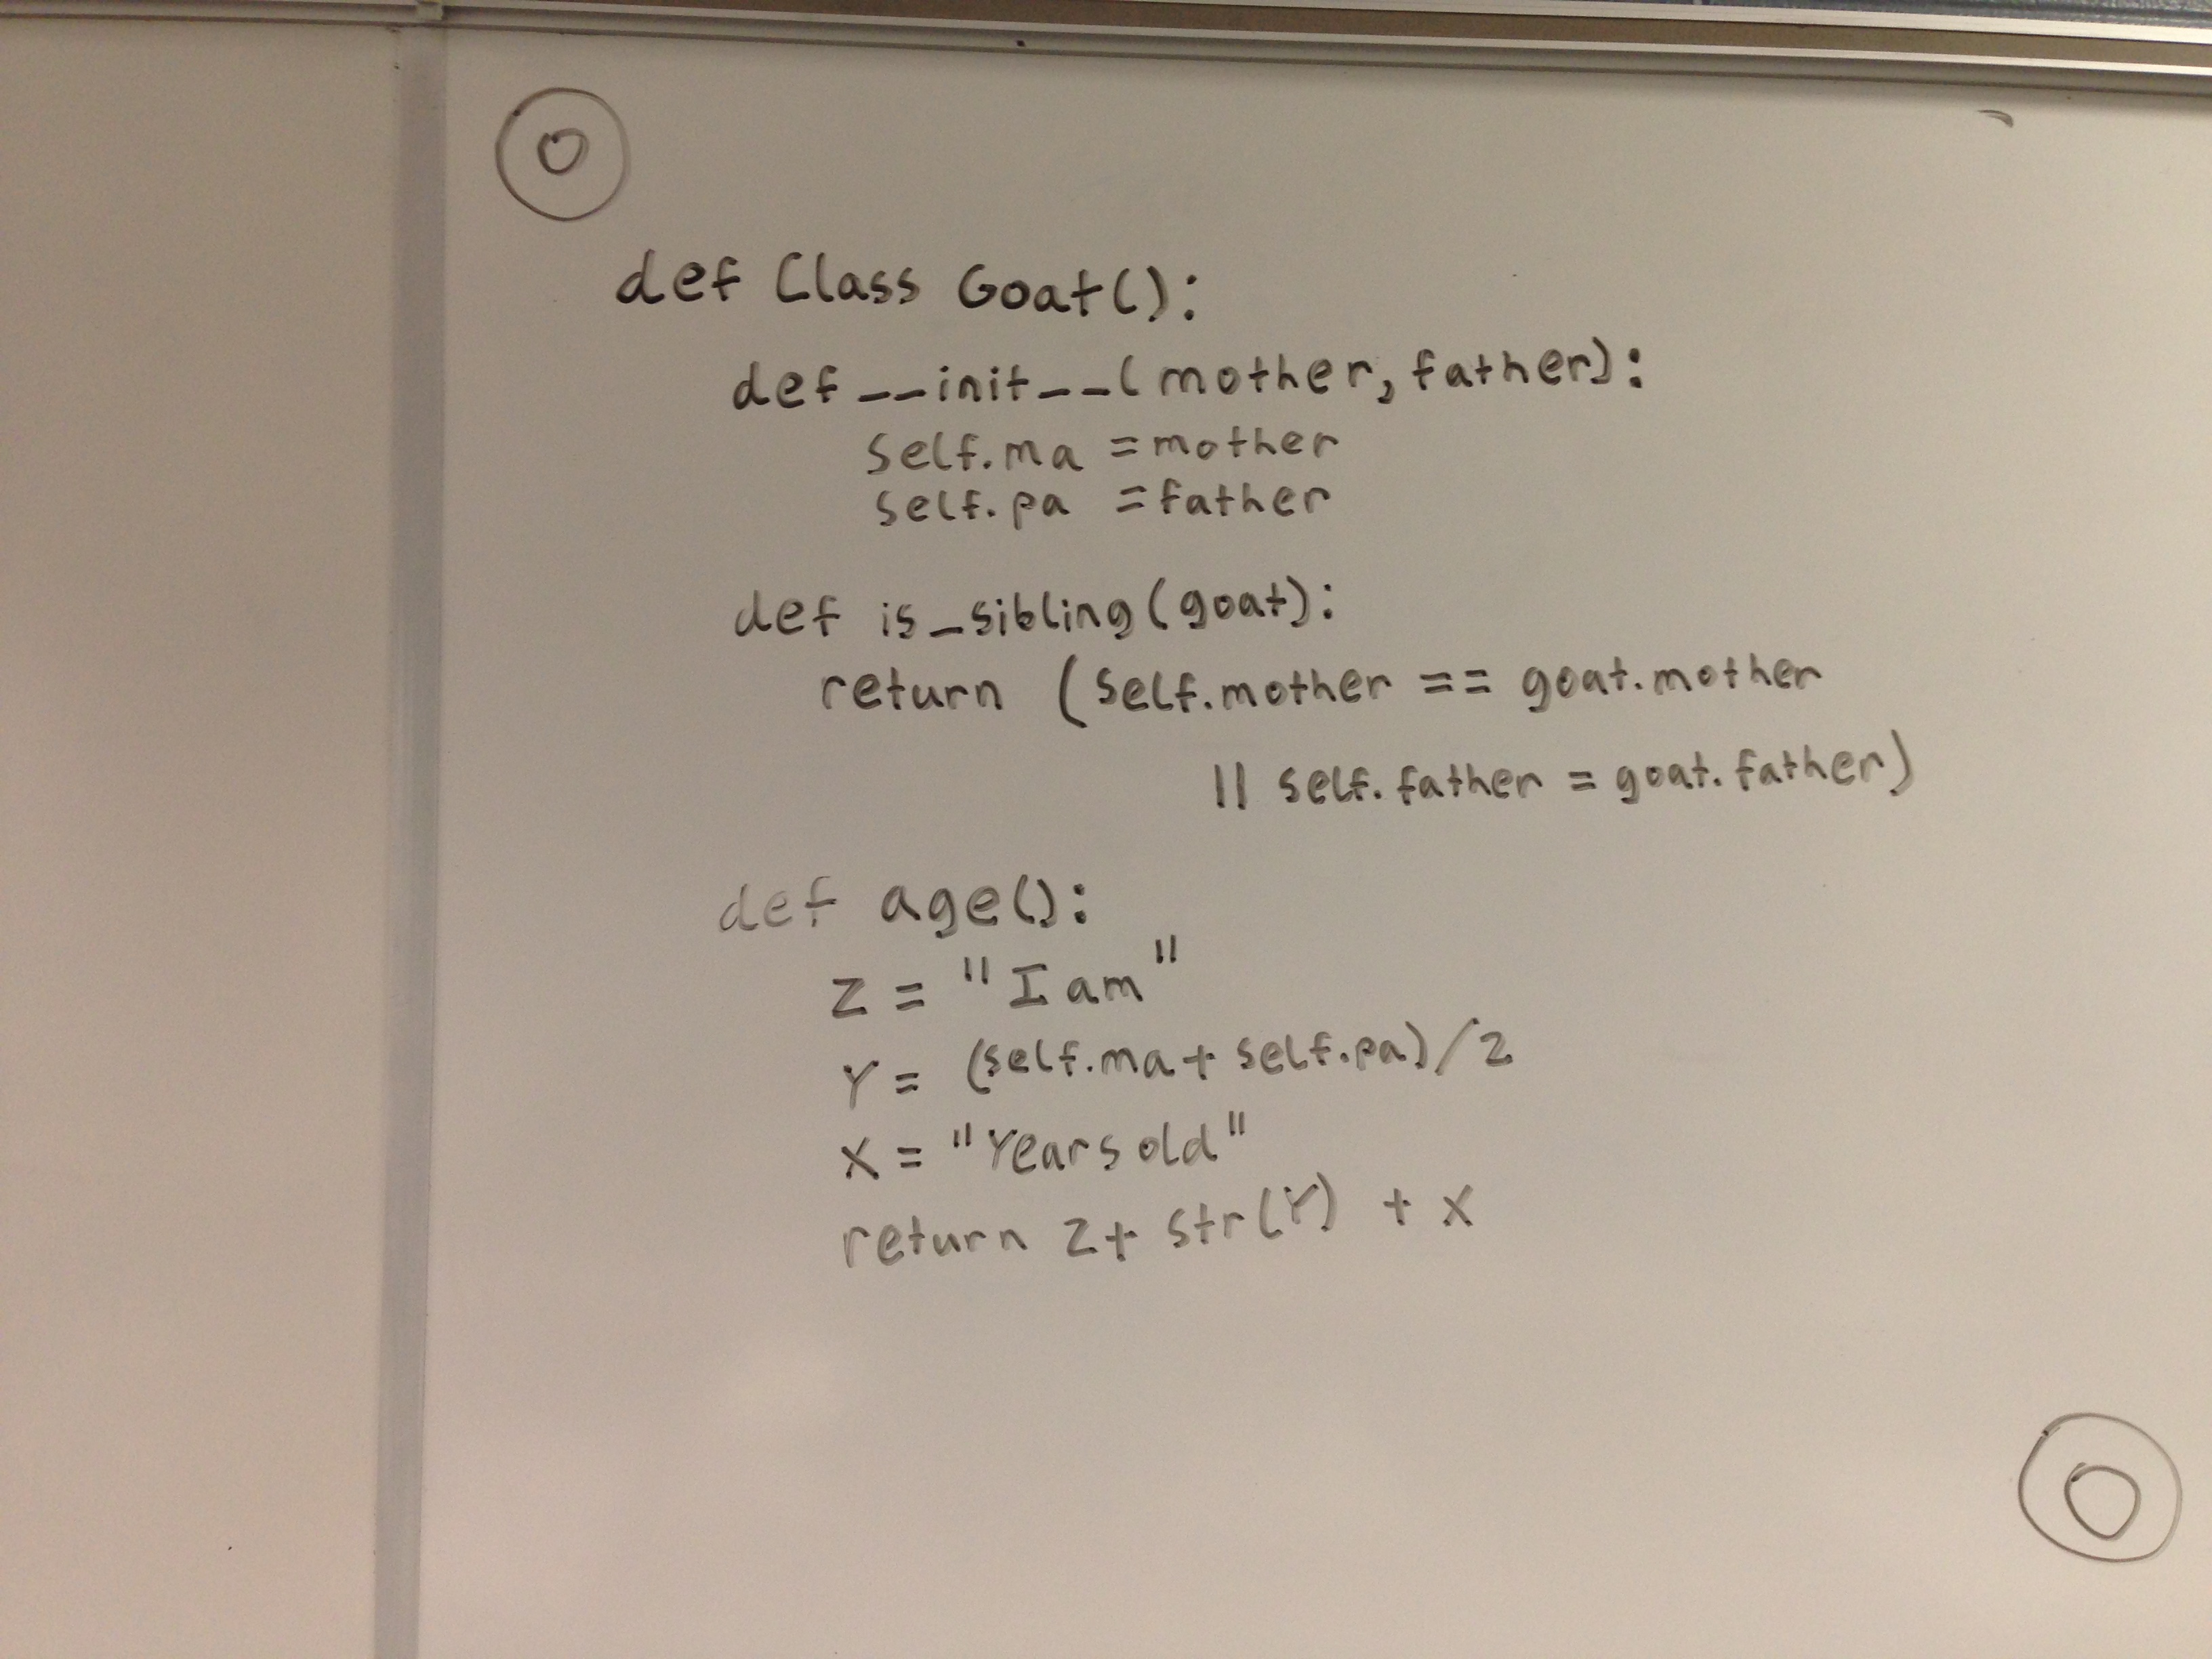 def Class Goat():
def __init__(mother, father):
self.ma = mother
self.pa = father
def is_sibling(goat):
return (self.mother == goat.mother
|| self.father = goat.father)
def age():
Z = "I am"
Y = (self.ma + self.pa)/2
X = "Years old"
return Z + str(Y) + X